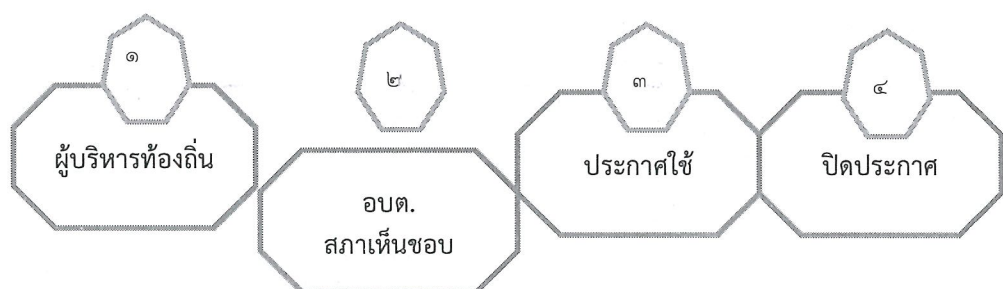 ๑
ผู้บริหารท้องถิ่น
๒
อบต.
สภาเห็นชอบ
๓
ประกาศใช้
๔
ปิดประกาศ